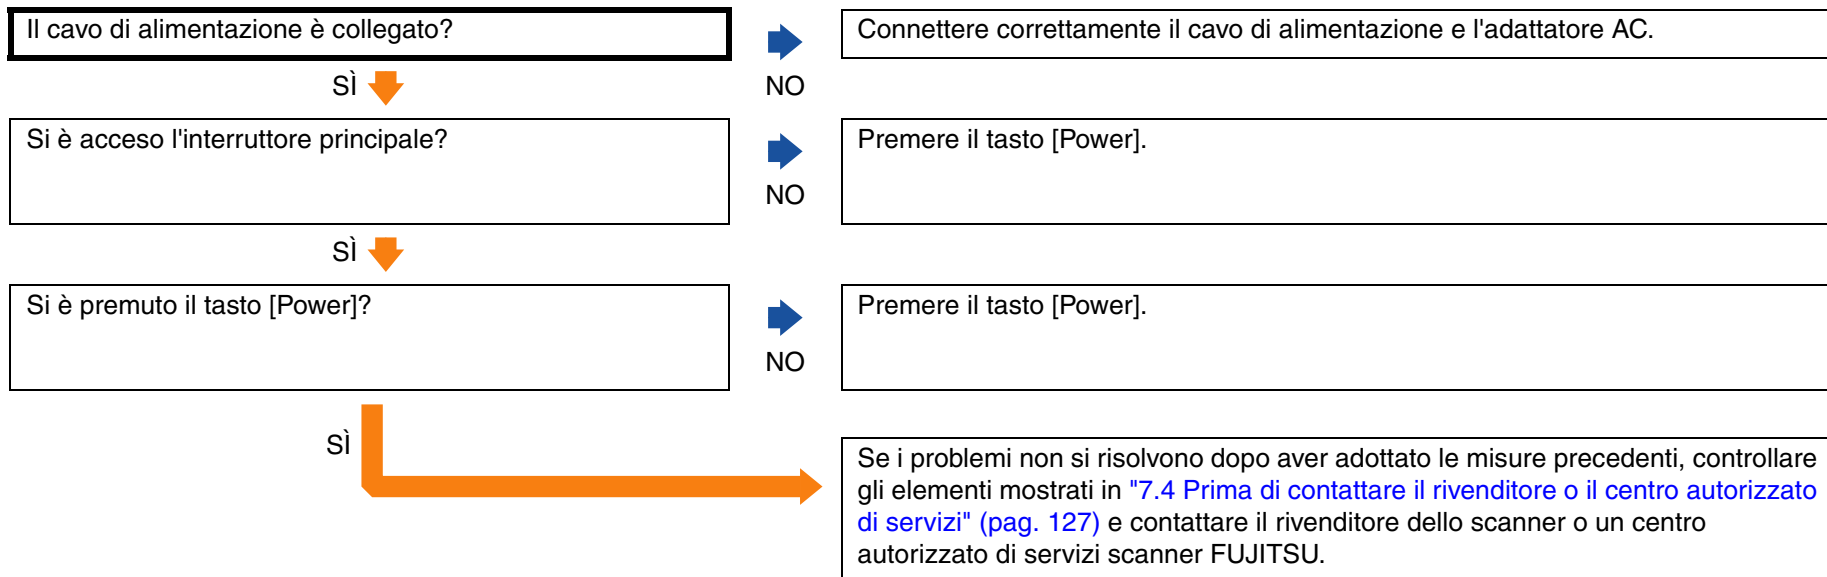 Il cavo di alimentazione è collegato?
Connettere correttamente il cavo di alimentazione e l'adattatore AC.
SÌ
NO
Si è acceso l'interruttore principale?
Premere il tasto [Power].
NO
SÌ
Si è premuto il tasto [Power]?
Premere il tasto [Power].
NO
SÌ
Se i problemi non si risolvono dopo aver adottato le misure precedenti, controllare
gli elementi mostrati in "7.4 Prima di contattare il rivenditore o il centro autorizzato
di servizi" (pag. 127) e contattare il rivenditore dello scanner o un centro
autorizzato di servizi scanner FUJITSU.